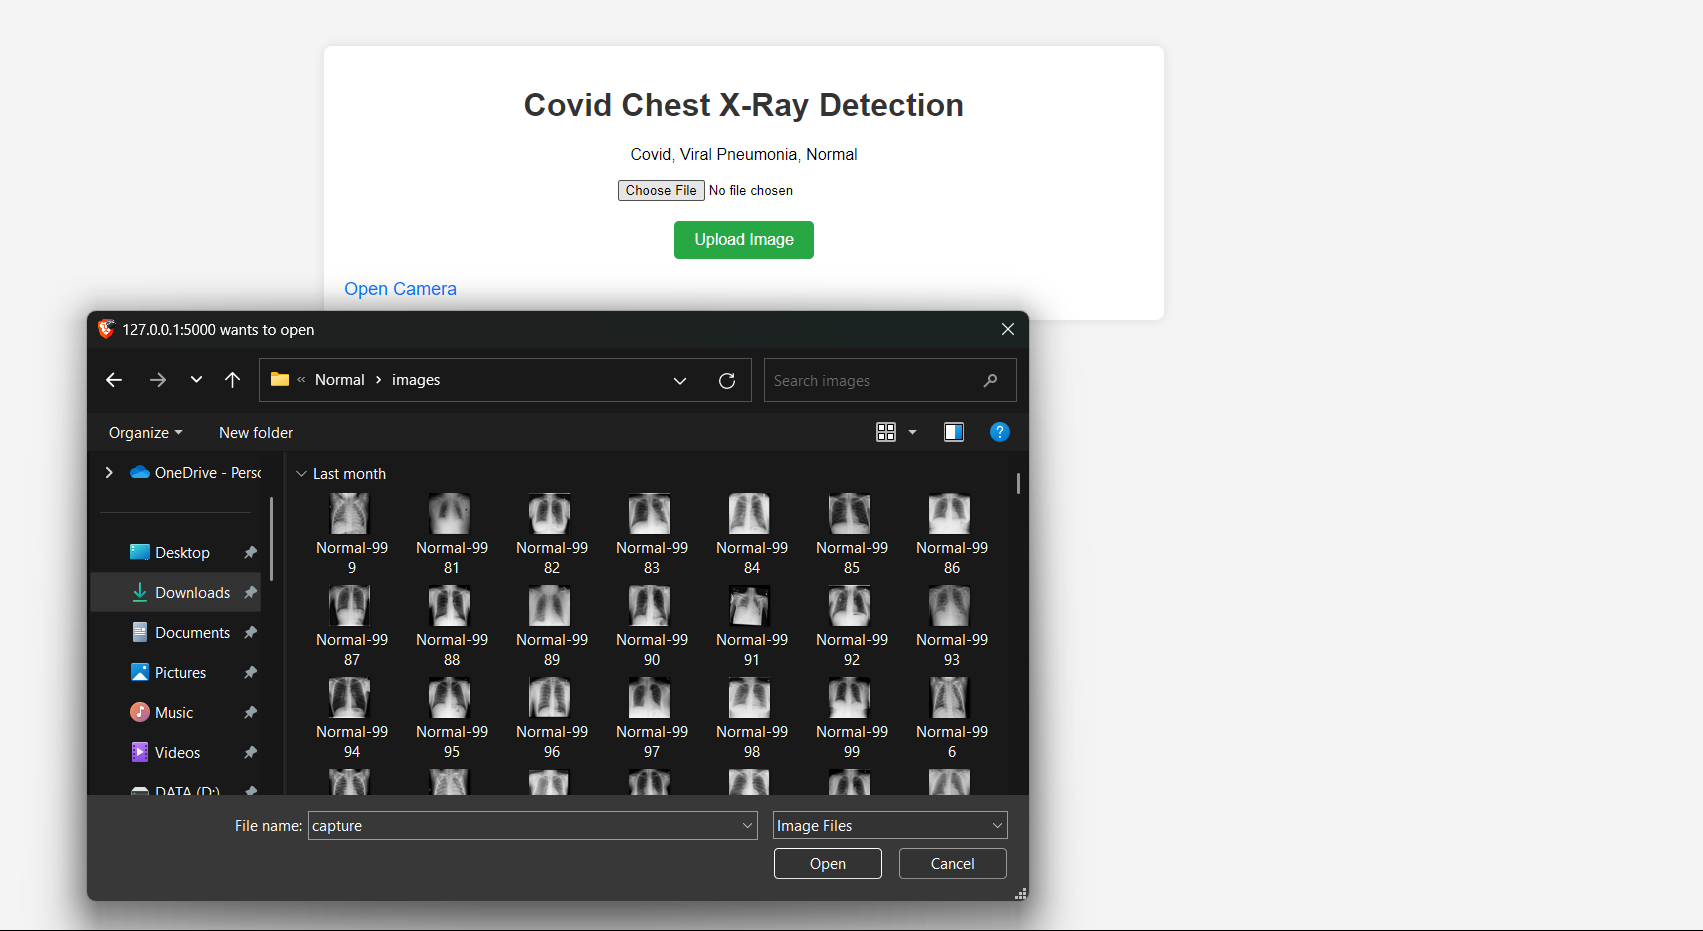 Covid Chest X-Ray Detection
Covid, Viral Pneumonia, Normal
Choose File No file chosen
Upload Image
Open Camera
127.0.0.1:5000 wants to open
« Normal > images
Search images
Organize
New folder
OneDrive - Perso
Desktop
Downloads
Documents
Pictures
Music
Videos
DATA (D:)
Last month
Normal-99 Normal-99 Normal-99 Normal-99 Normal-99 Normal-99 Normal-99
9 81 82 83 84 85 86
Normal-99 Normal-99 Normal-99 Normal-99 Normal-99 Normal-99 Normal-99
87 88 89 90 91 92 93
Normal-99 Normal-99 Normal-99 Normal-99 Normal-99 Normal-99 Normal-99
94 95 96 97 98 99 6
File name: capture
Image Files
Open
Cancel